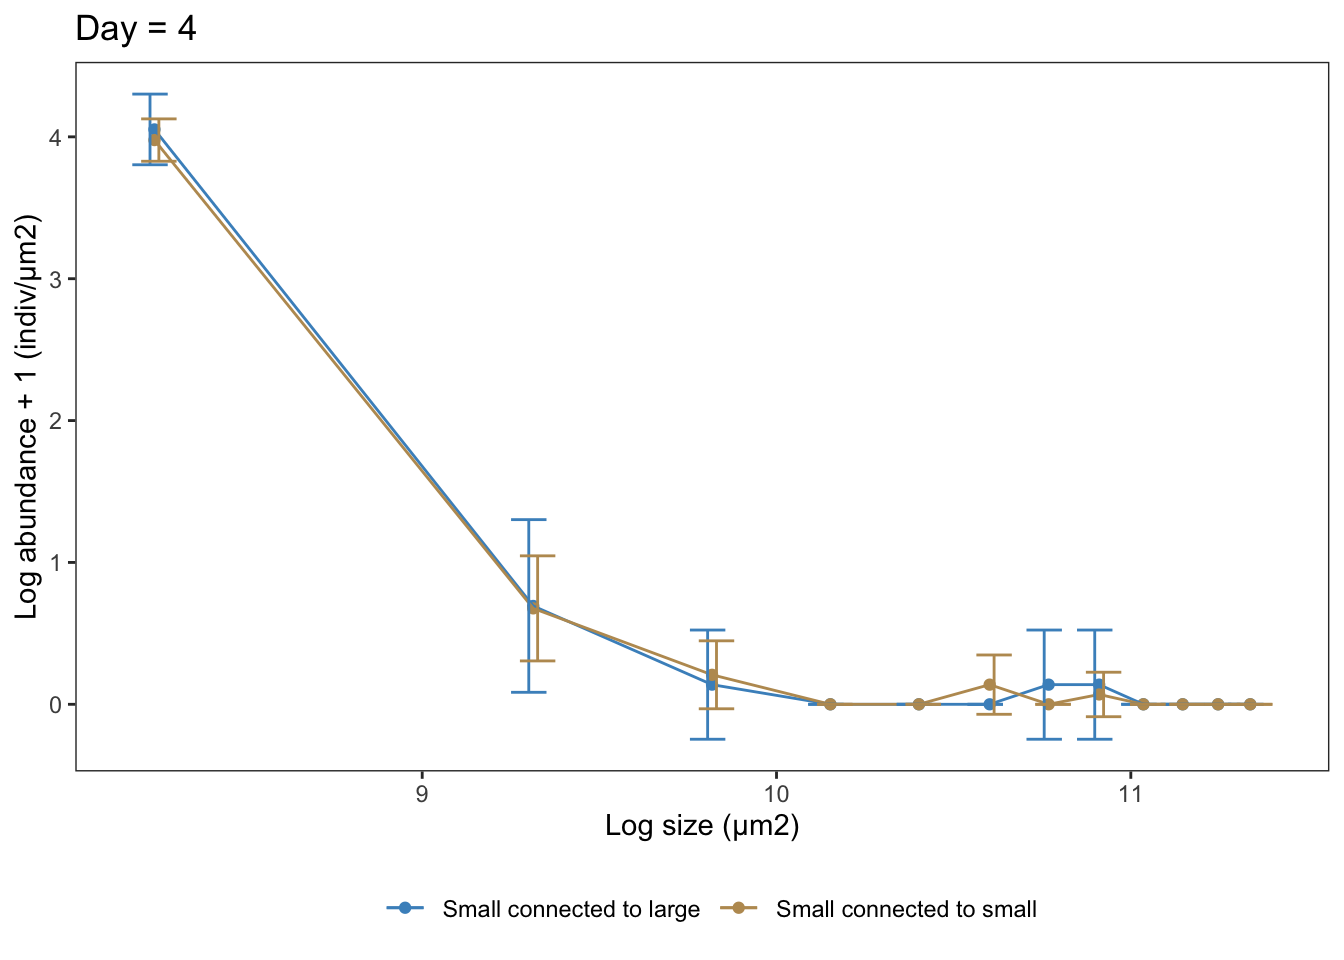 Day = 4
Log abundance + 1 (indiv/µm2)
4
3
2
1
0
9 10 11
Log size (µm2)
Small connected to large Small connected to small